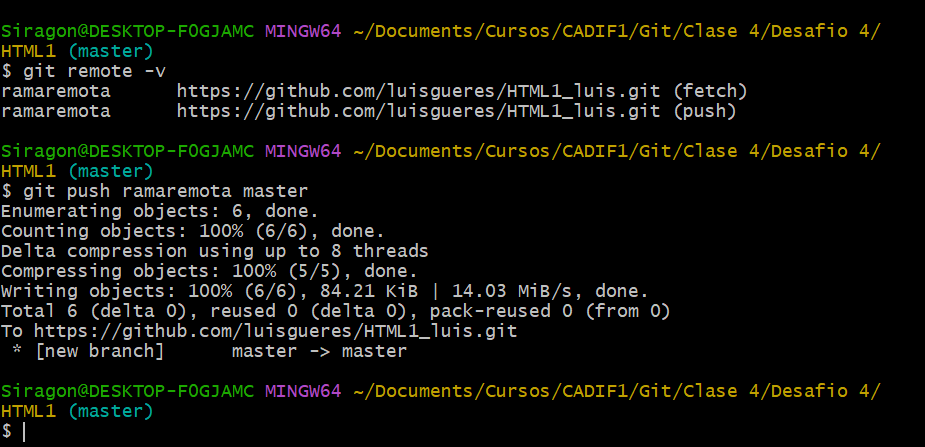 Siragon@DESKTOP-F0GJAMC MINGW64 ~/Documents/Cursos/CADIF1/Git/Clase 4/Desafio 4/
HTML1 (master)
$ git remote -v
ramaremota      https://github.com/luisgueres/HTML1_luis.git (fetch)
ramaremota      https://github.com/luisgueres/HTML1_luis.git (push)
Siragon@DESKTOP-F0GJAMC MINGW64 ~/Documents/Cursos/CADIF1/Git/Clase 4/Desafio 4/
HTML1 (master)
$ git push ramaremota master
Enumerating objects: 6, done.
Counting objects: 100% (6/6), done.
Delta compression using up to 8 threads
Compressing objects: 100% (5/5), done.
Writing objects: 100% (6/6), 84.21 KiB | 14.03 MiB/s, done.
Total 6 (delta 0), reused 0 (delta 0), pack-reused 0 (from 0)
To https://github.com/luisgueres/HTML1_luis.git
 * [new branch]      master -> master
Siragon@DESKTOP-F0GJAMC MINGW64 ~/Documents/Cursos/CADIF1/Git/Clase 4/Desafio 4/
HTML1 (master)
$